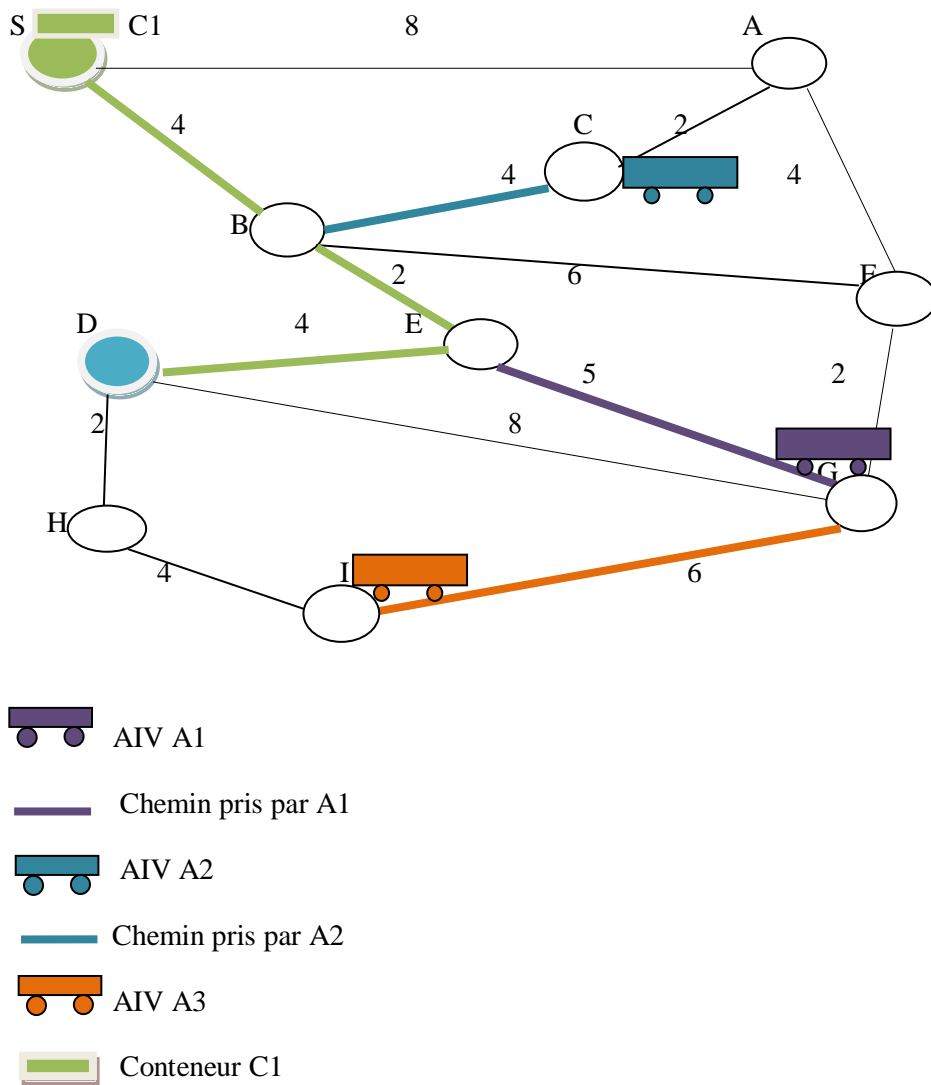 S C1 8 A
4 C 2
4 4
B
2 6 F
D 4 E
5 2
2 8
G
H
4 I 6
AIV A1
Chemin pris par A1
AIV A2
Chemin pris par A2
AIV A3
Conteneur C1